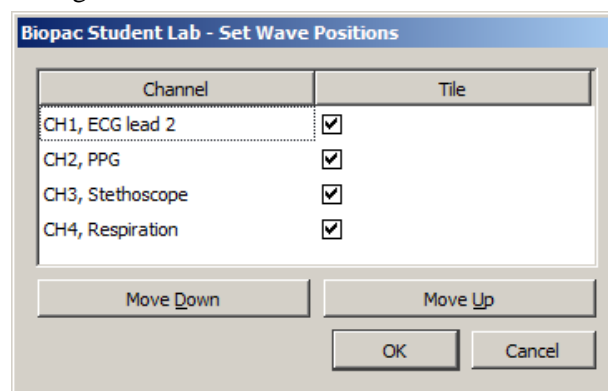 Biopac Student Lab - Set Wave Positions
Channel Tile
CH1, ECG lead 2
CH2, PPG
CH3, Stethoscope
CH4, Respiration
Move Down Move Up
OK Cancel